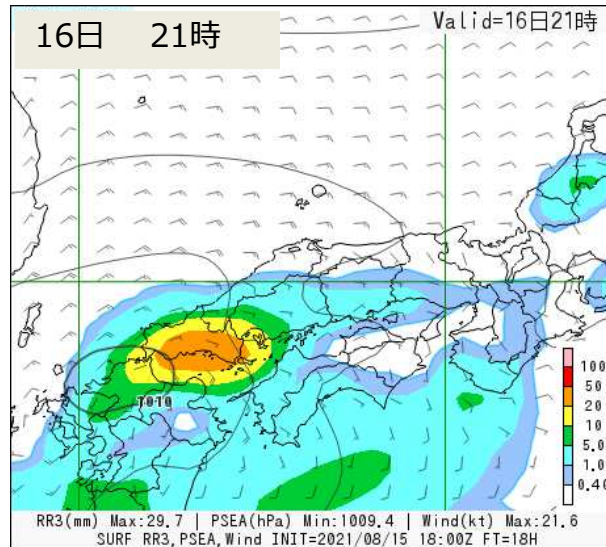 16日 21時
Valid=16日21時
1010
100
50
20
10
5.0
1.0
0.40
RR3(mm) Max:29.7 | PSEA(hPa) Min:1009.4 | Wind(kt) Max:21.6
SURF RR3,PSEA,Wind INIT=2021/08/15 18:00Z FT=18H